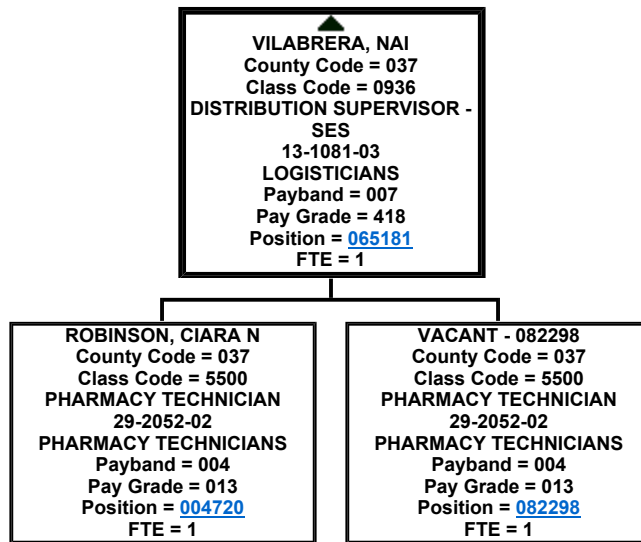 VILABRERA, NAI
County Code = 037
Class Code = 0936
DISTRIBUTION SUPERVISOR -
SES
13-1081-03
LOGISTICIANS
Payband = 007
Pay Grade = 418
Position = 065181
FTE = 1
ROBINSON, CIARA N
County Code = 037
Class Code = 5500
PHARMACY TECHNICIAN
29-2052-02
PHARMACY TECHNICIANS
Payband = 004
Pay Grade = 013
Position = 004720
FTE = 1
VACANT - 082298
County Code = 037
Class Code = 5500
PHARMACY TECHNICIAN
29-2052-02
PHARMACY TECHNICIANS
Payband = 004
Pay Grade = 013
Position = 082298
FTE = 1